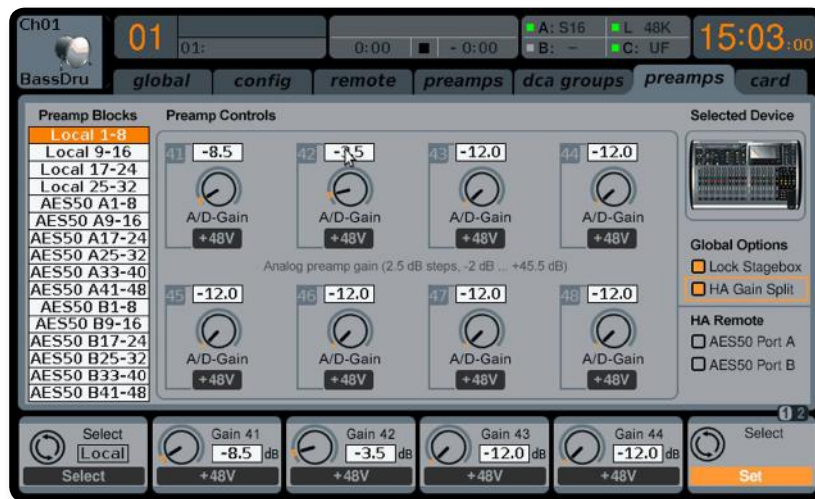 Ch01
BassDru
01
01:
0:00 - 0:00
A: S16 L 48K
B: – C: UF
15:03:00
global config remote preamps dca groups preamps card
Preamp Blocks
Local 1-8
Local 9-16
Local 17-24
Local 25-32
AES50 A1-8
AES50 A9-16
AES50 A17-24
AES50 A25-32
AES50 A33-40
AES50 A41-48
AES50 B1-8
AES50 B9-16
AES50 B17-24
AES50 B25-32
AES50 B33-40
AES50 B41-48
Preamp Controls
41 -8.5 42 43 -12.0 44 -12.0
A/D-Gain A/D-Gain A/D-Gain A/D-Gain
+48V +48V +48V +48V
Analog preamp gain (2.5 dB steps, -2 dB ... +45.5 dB)
45 -12.0 46 -12.0 47 -12.0 48 -12.0
A/D-Gain A/D-Gain A/D-Gain A/D-Gain
+48V +48V +48V +48V
Selected Device
Global Options
Lock Stagebox
HA Gain Split
HA Remote
AES50 Port A
AES50 Port B
1 2
Select
Local
Select
Gain 41
-8.5 dB
+48V
Gain 42
-3.5 dB
+48V
Gain 43
-12.0 dB
+48V
Gain 44
-12.0 dB
+48V
Select
Set